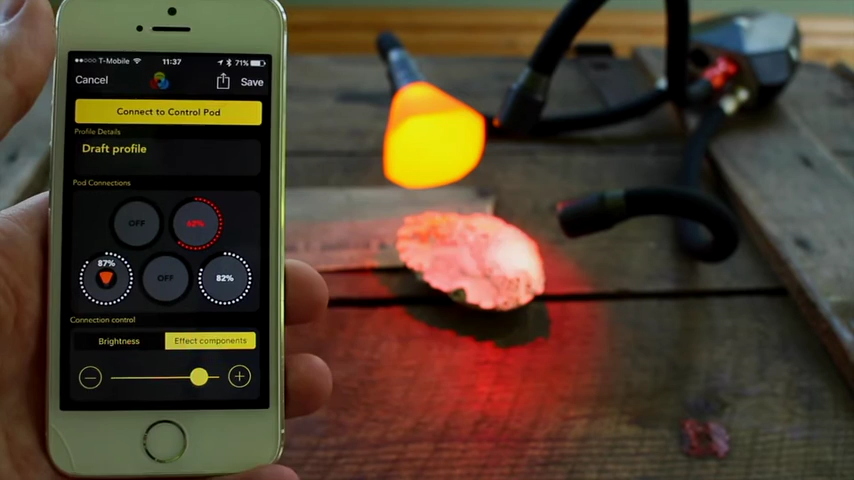 T-Mobile 11:37 71%
Cancel Save
Connect to Control Pod
Profile Details
Draft profile
Pod Connections
OFF 62%
87% OFF 82%
Connection control
Brightness Effect components